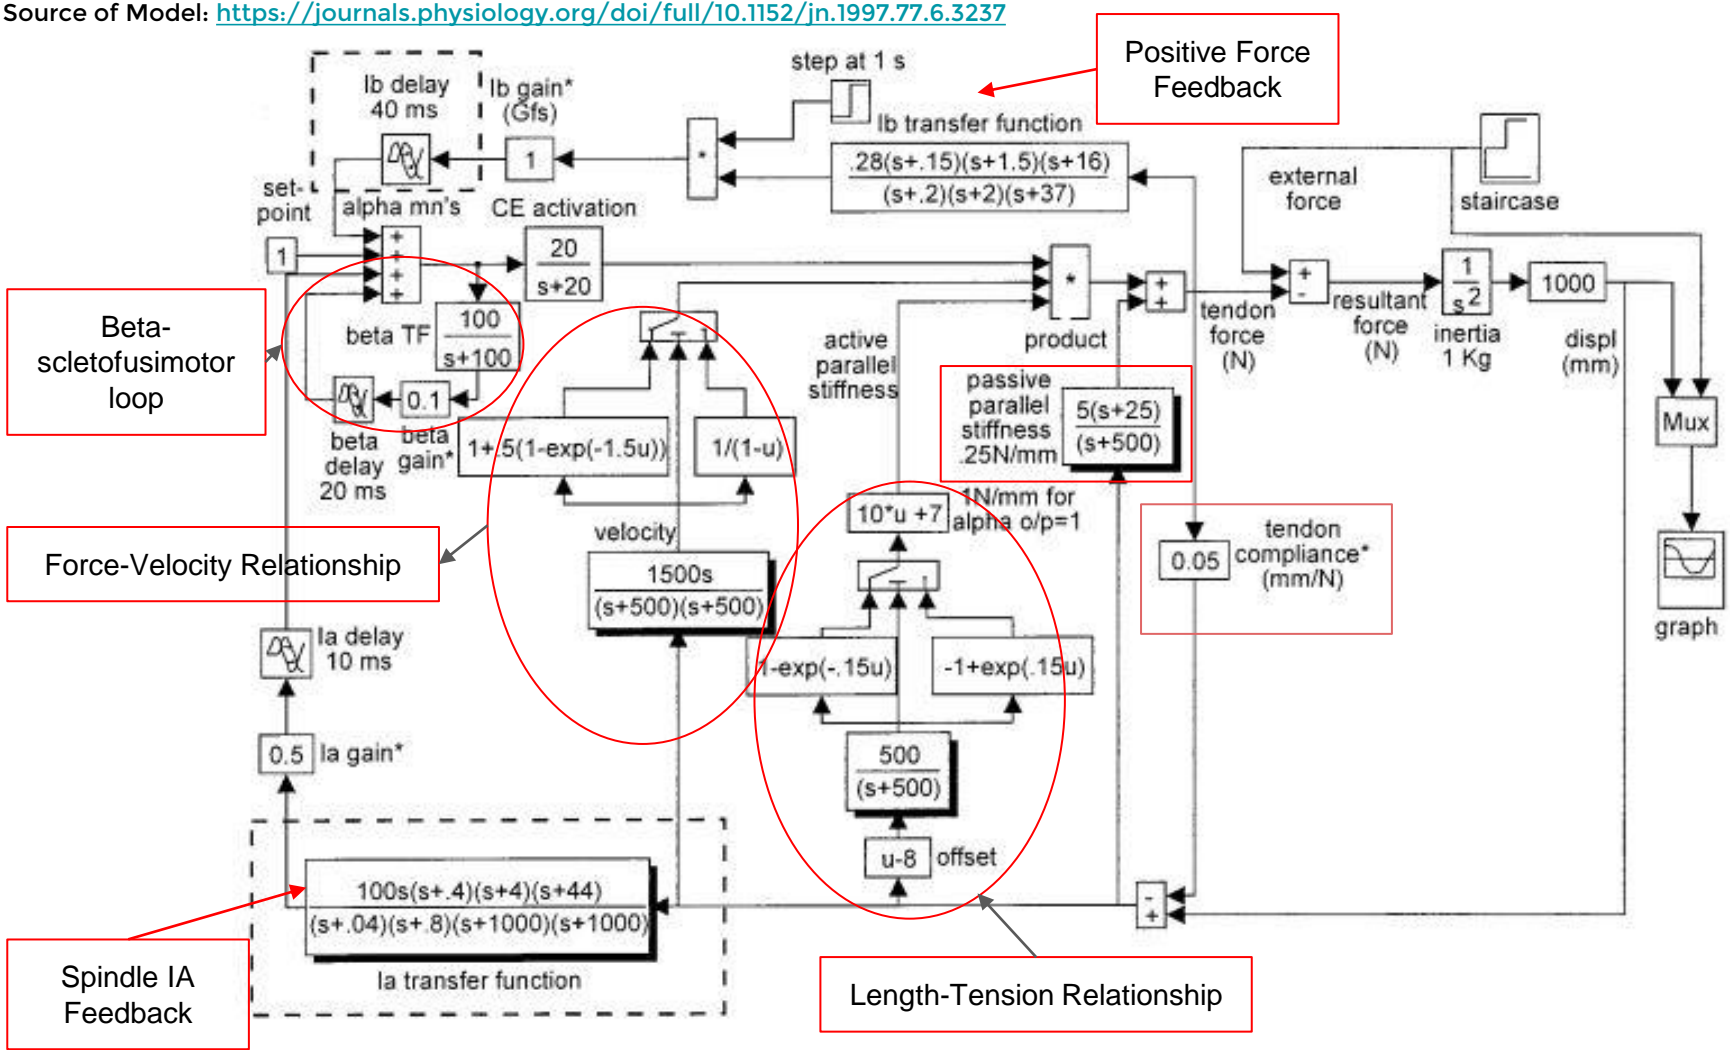 Source of Model: https://journals.physiology.org/doi/full/10.1152/jn.1997.77.6.3237
Positive Force
Feedback
step at 1 s
Ib delay
40 ms
Ib gain*
(Gfs)
1
*
Ib transfer function
.28(s+.15)(s+1.5)(s+16)
(s+.2)(s+2)(s+37)
external
force
staircase
set-
point
1
alpha mn's
+
+
+
+
CE activation
20
s+20
*
product
+
+
tendon
force
(N)
+
-
resultant
force
(N)
1
s2
inertia
1 Kg
1000
displ
(mm)
Mux
graph
Beta-
scletofusimotor
loop
beta TF
100
s+100
0.1
beta
delay
20 ms
beta
gain*
1+.5(1-exp(-1.5u))
1/(1-u)
active
parallel
stiffness
passive
parallel
stiffness
.25N/mm
5(s+25)
(s+500)
10*u +7
1N/mm for
alpha o/p=1
Force-Velocity Relationship
velocity
1500s
(s+500)(s+500)
0.05
tendon
compliance*
(mm/N)
Ia delay
10 ms
1-exp(-.15u)
-1+exp(.15u)
0.5
Ia gain*
500
(s+500)
u-8
offset
-
+
100s(s+.4)(s+4)(s+44)
(s+.04)(s+.8)(s+1000)(s+1000)
Ia transfer function
Spindle IA
Feedback
Length-Tension Relationship